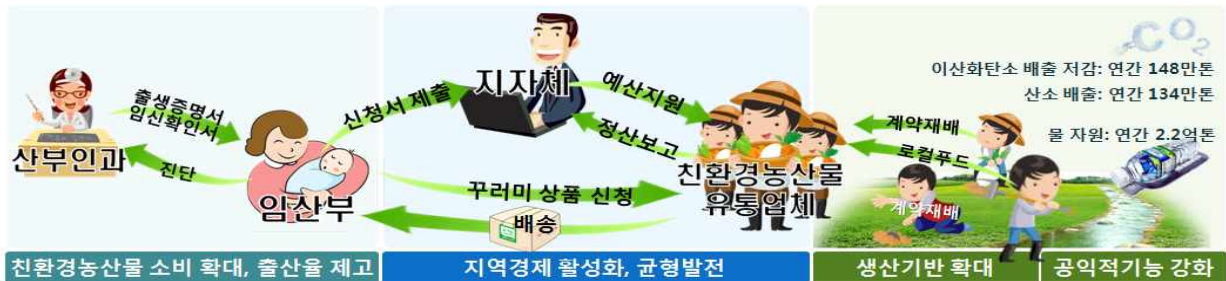 출생증명서
임신확인서
산부인과
진단
임산부
신청서 제출
지자체
예산지원
정산보고
꾸러미 상품 신청
배송
친환경농산물
유통업체
CO₂
이산화탄소 배출 저감: 연간 148만톤
산소 배출: 연간 134만톤
물 자원: 연간 2.2억톤
계약재배
로컬푸드
계약재배
친환경농산물 소비 확대, 출산율 제고
지역경제 활성화, 균형발전
생산기반 확대
공익적기능 강화